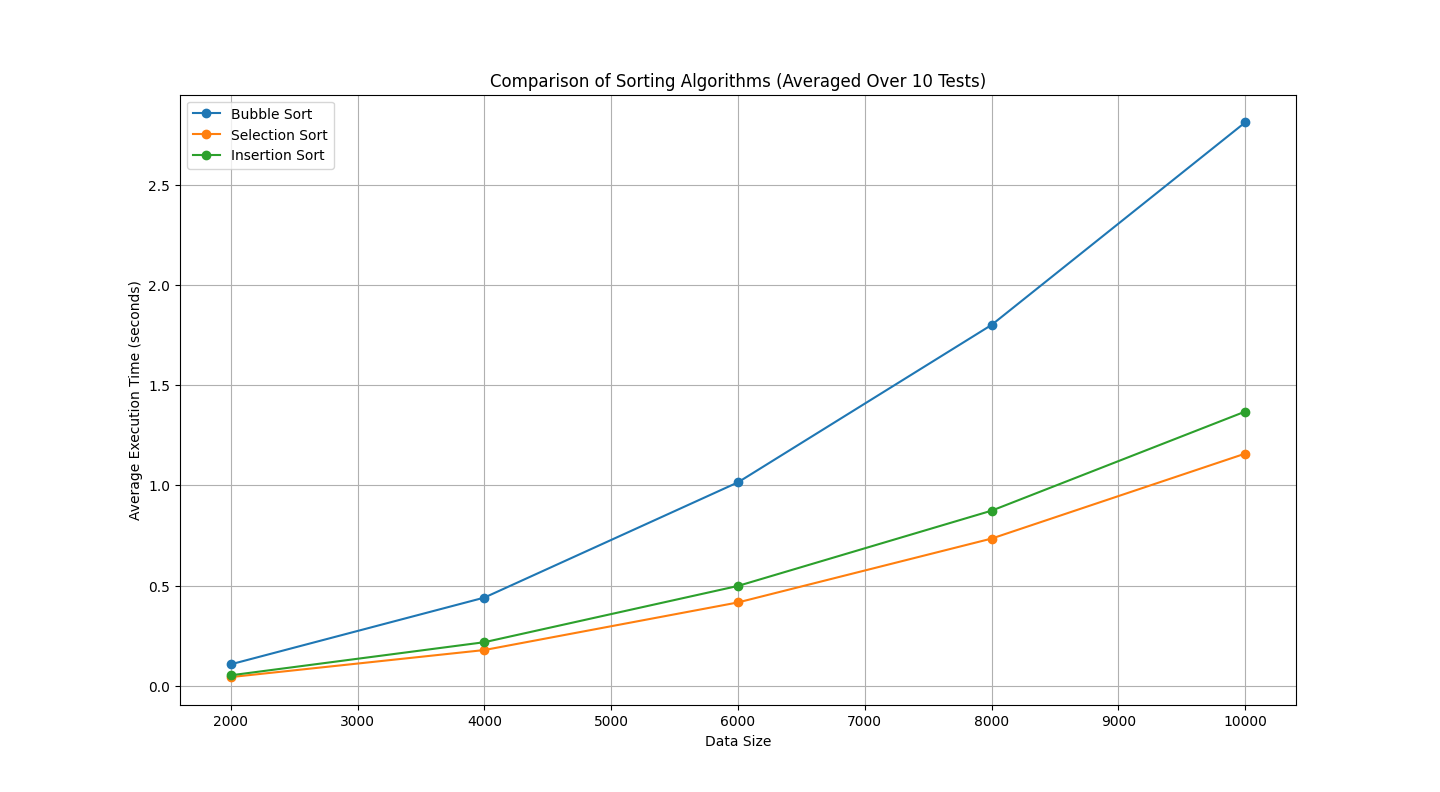 Comparison of Sorting Algorithms (Averaged Over 10 Tests)
Bubble Sort
Selection Sort
Insertion Sort
Average Execution Time (seconds)
2.5
2.0
1.5
1.0
0.5
0.0
2000 3000 4000 5000 6000 7000 8000 9000 10000
Data Size